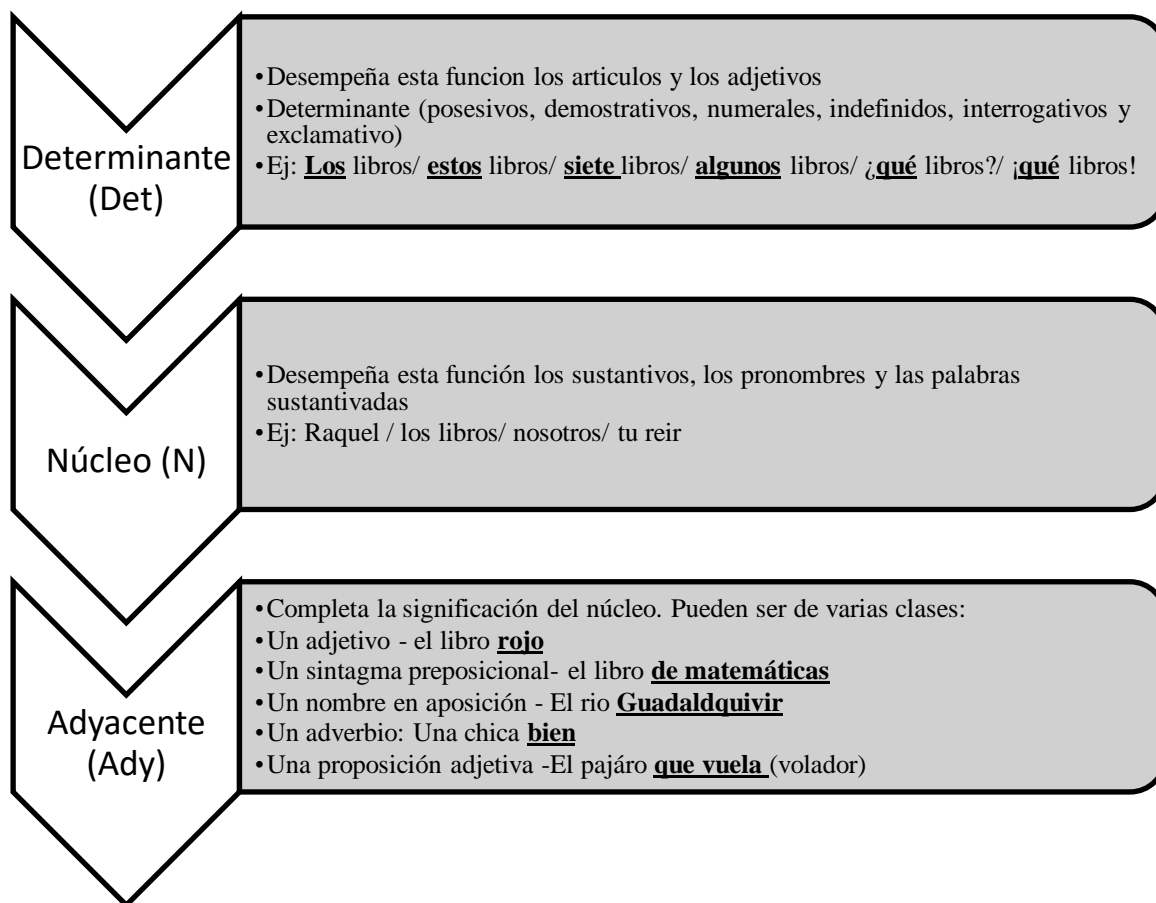 Determinante
(Det)
•Desempeña esta funcion los articulos y los adjetivos
•Determinante (posesivos, demostrativos, numerales, indefinidos, interrogativos y
exclamativo)
•Ej: Los libros/ estos libros/ siete libros/ algunos libros/ ¿qué libros?/ ¡qué libros!
Núcleo (N)
•Desempeña esta función los sustantivos, los pronombres y las palabras
sustantivadas
•Ej: Raquel / los libros/ nosotros/ tu reir
Adyacente
(Ady)
•Completa la significación del núcleo. Pueden ser de varias clases:
•Un adjetivo - el libro rojo
•Un sintagma preposicional- el libro de matemáticas
•Un nombre en aposición - El rio Guadaldquivir
•Un adverbio: Una chica bien
•Una proposición adjetiva -El pajáro que vuela (volador)